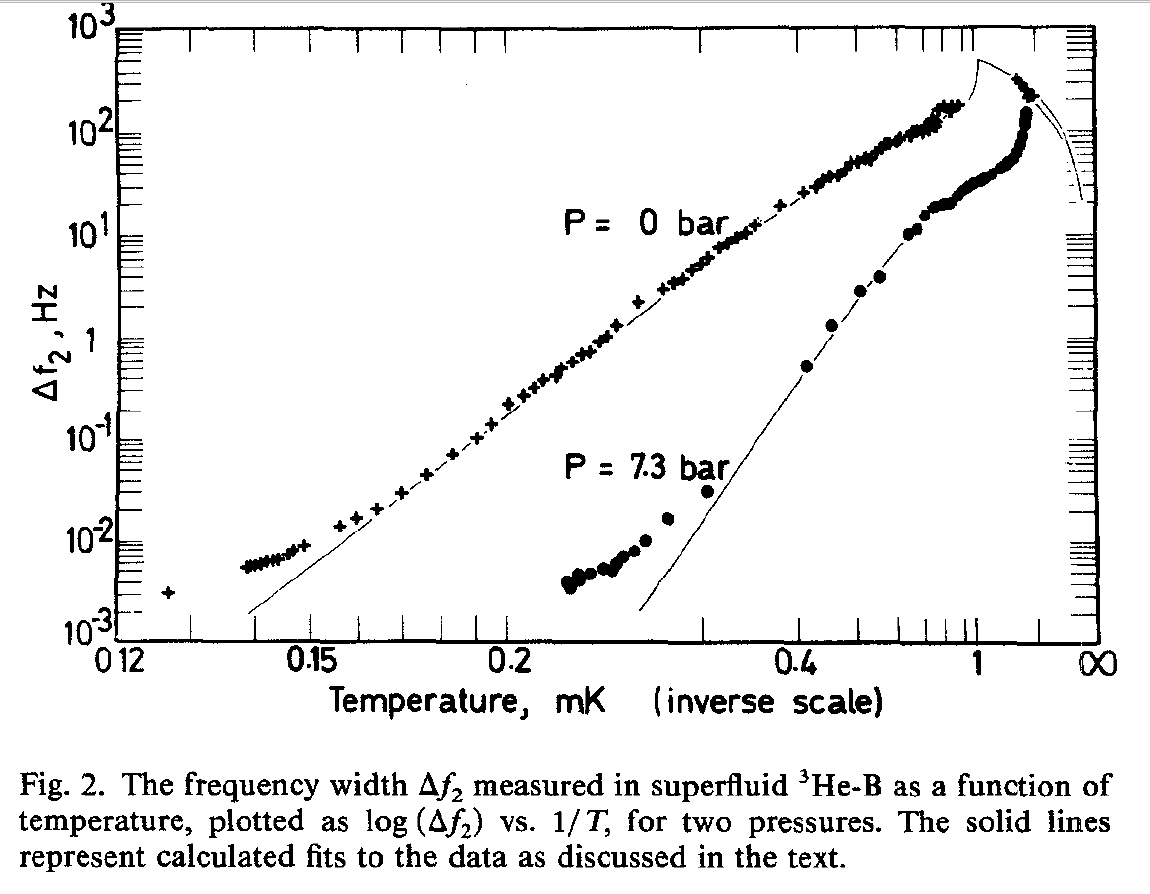 10³
10²
10¹
1
10⁻¹
10⁻²
10⁻³
Δf₂, Hz
P = 0 bar
P = 7.3 bar
0 12 0.15 0.2 0.4 1 ∞
Temperature, mK (inverse scale)
Fig. 2. The frequency width Δf₂ measured in superfluid ³He-B as a function of
temperature, plotted as log (Δf₂) vs. 1/T, for two pressures. The solid lines
represent calculated fits to the data as discussed in the text.